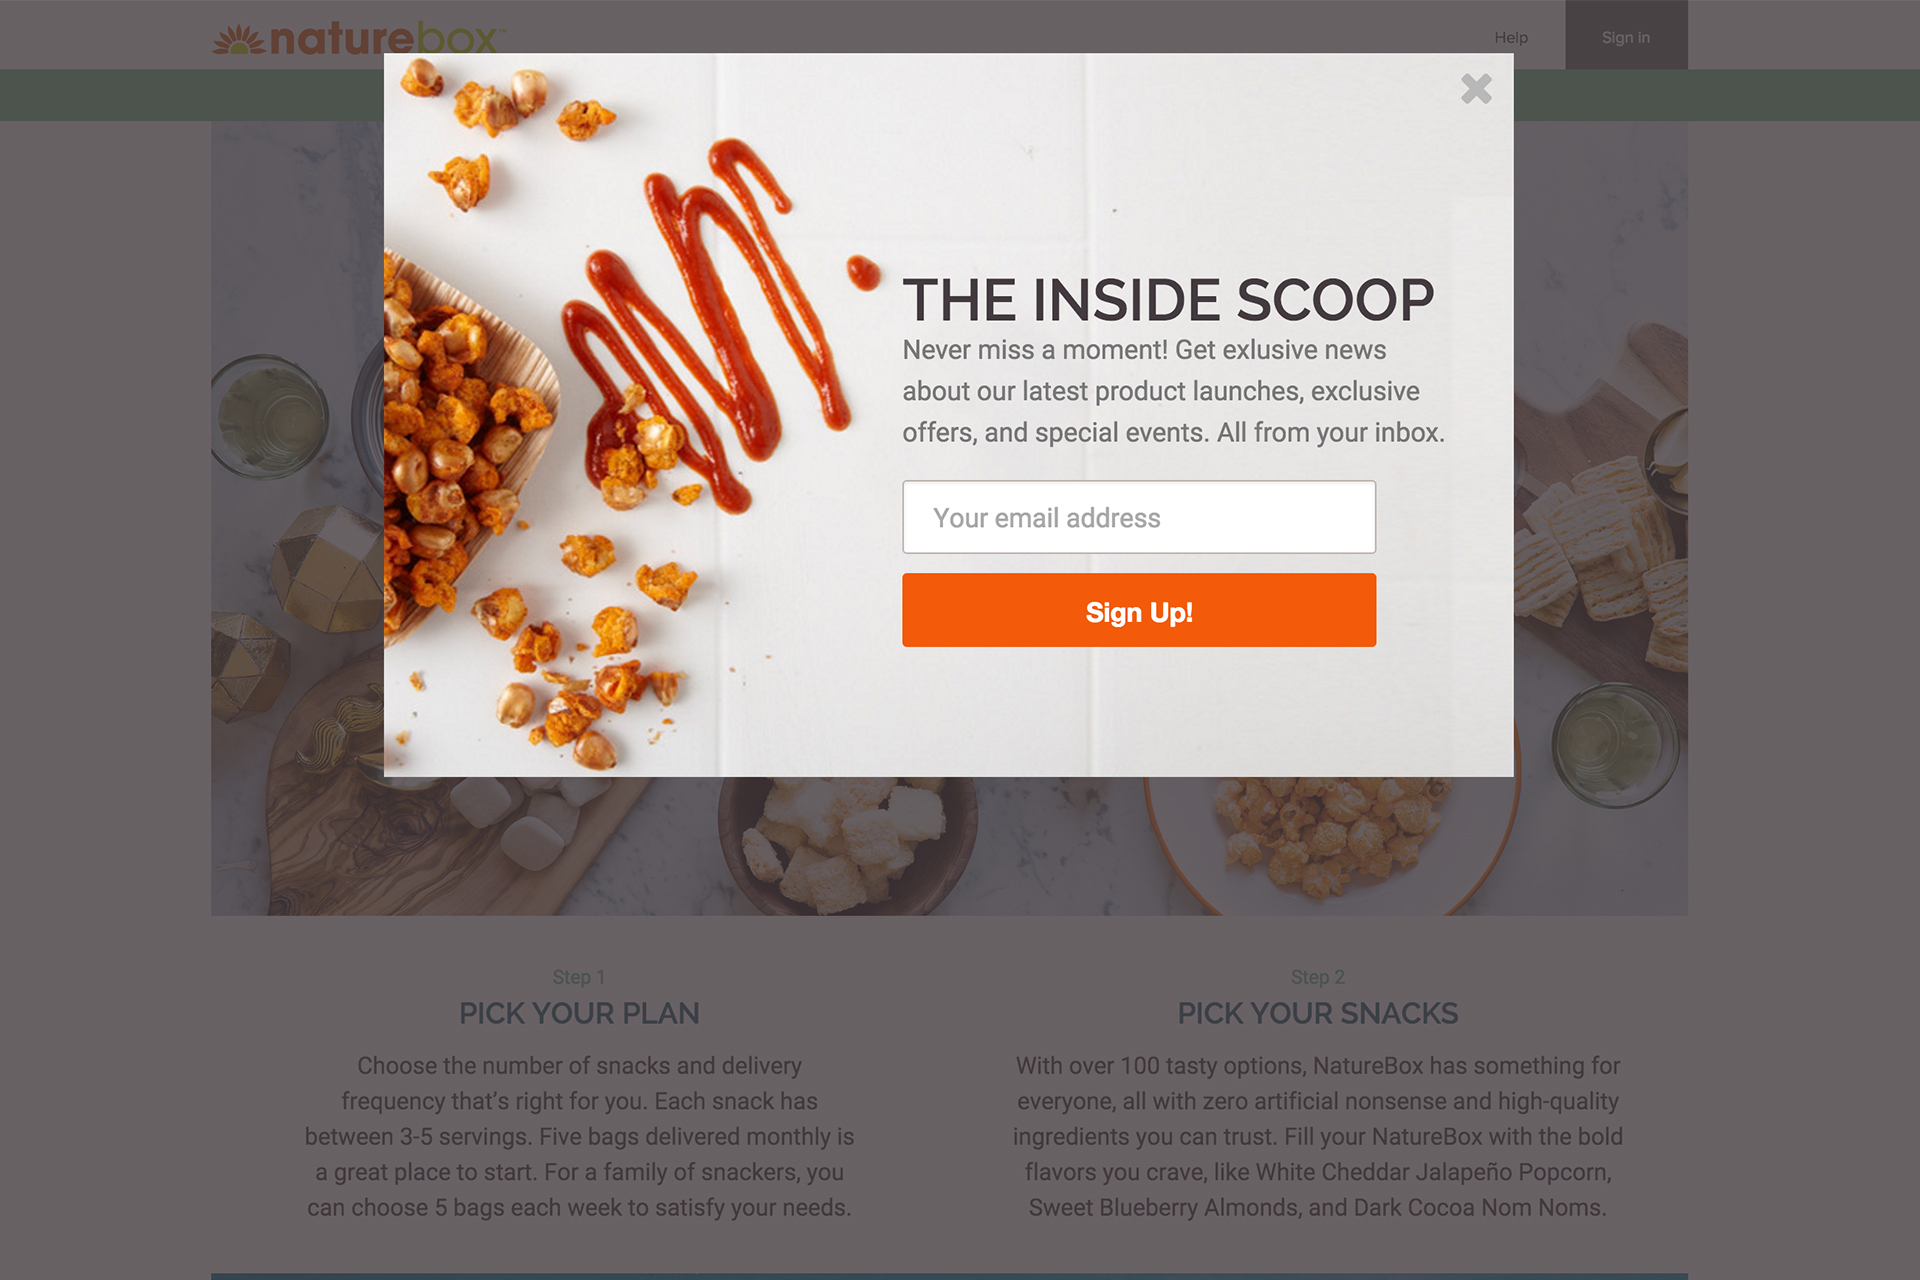 naturebox™
Help
Sign in
THE INSIDE SCOOP
Never miss a moment! Get exlusive news
about our latest product launches, exclusive
offers, and special events. All from your inbox.
Your email address
Sign Up!
Step 1
PICK YOUR PLAN
Choose the number of snacks and delivery
frequency that’s right for you. Each snack has
between 3-5 servings. Five bags delivered monthly is
a great place to start. For a family of snackers, you
can choose 5 bags each week to satisfy your needs.
Step 2
PICK YOUR SNACKS
With over 100 tasty options, NatureBox has something for
everyone, all with zero artificial nonsense and high-quality
ingredients you can trust. Fill your NatureBox with the bold
flavors you crave, like White Cheddar Jalapeño Popcorn,
Sweet Blueberry Almonds, and Dark Cocoa Nom Noms.